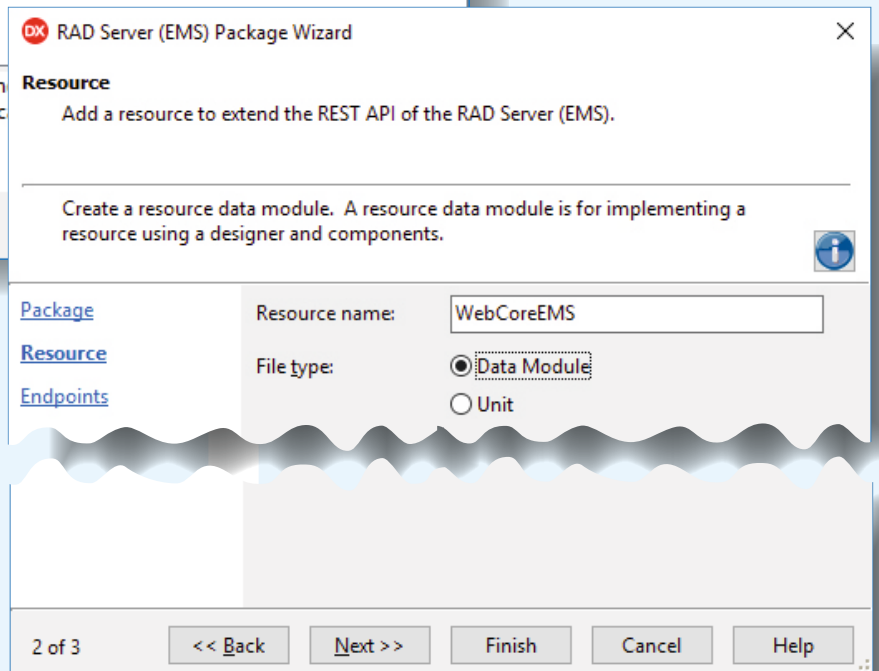 DX RAD Server (EMS) Package Wizard
Resource
Add a resource to extend the REST API of the RAD Server (EMS).
Create a resource data module. A resource data module is for implementing a
resource using a designer and components.
Package
Resource
Endpoints
Resource name:
WebCoreEMS
File type:
Data Module
Unit
2 of 3
<< Back
Next >>
Finish
Cancel
Help